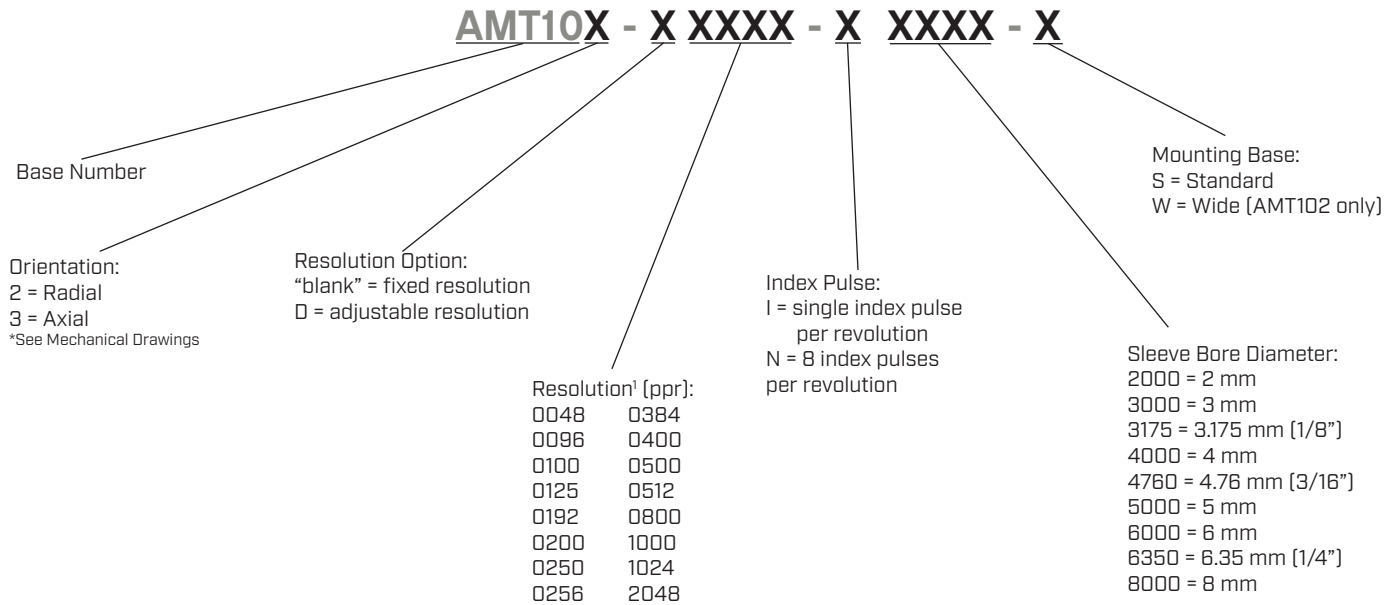 AMT10X - X XXXX - X XXXX - X
Base Number
Orientation:
2 = Radial
3 = Axial
*See Mechanical Drawings
Resolution Option:
“blank” = fixed resolution
D = adjustable resolution
Resolution¹ (ppr):
0048 0384
0096 0400
0100 0500
0125 0512
0192 0800
0200 1000
0250 1024
0256 2048
Index Pulse:
I = single index pulse
per revolution
N = 8 index pulses
per revolution
Sleeve Bore Diameter:
2000 = 2 mm
3000 = 3 mm
3175 = 3.175 mm (1/8”)
4000 = 4 mm
4760 = 4.76 mm (3/16”)
5000 = 5 mm
6000 = 6 mm
6350 = 6.35 mm (1/4”)
8000 = 8 mm
Mounting Base:
S = Standard
W = Wide (AMT102 only)